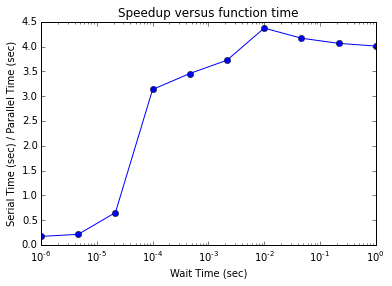 Speedup versus function time
Serial Time (sec) / Parallel Time (sec)
4.5
4.0
3.5
3.0
2.5
2.0
1.5
1.0
0.5
0.0
10⁻⁶ 10⁻⁵ 10⁻⁴ 10⁻³ 10⁻² 10⁻¹ 10⁰
Wait Time (sec)